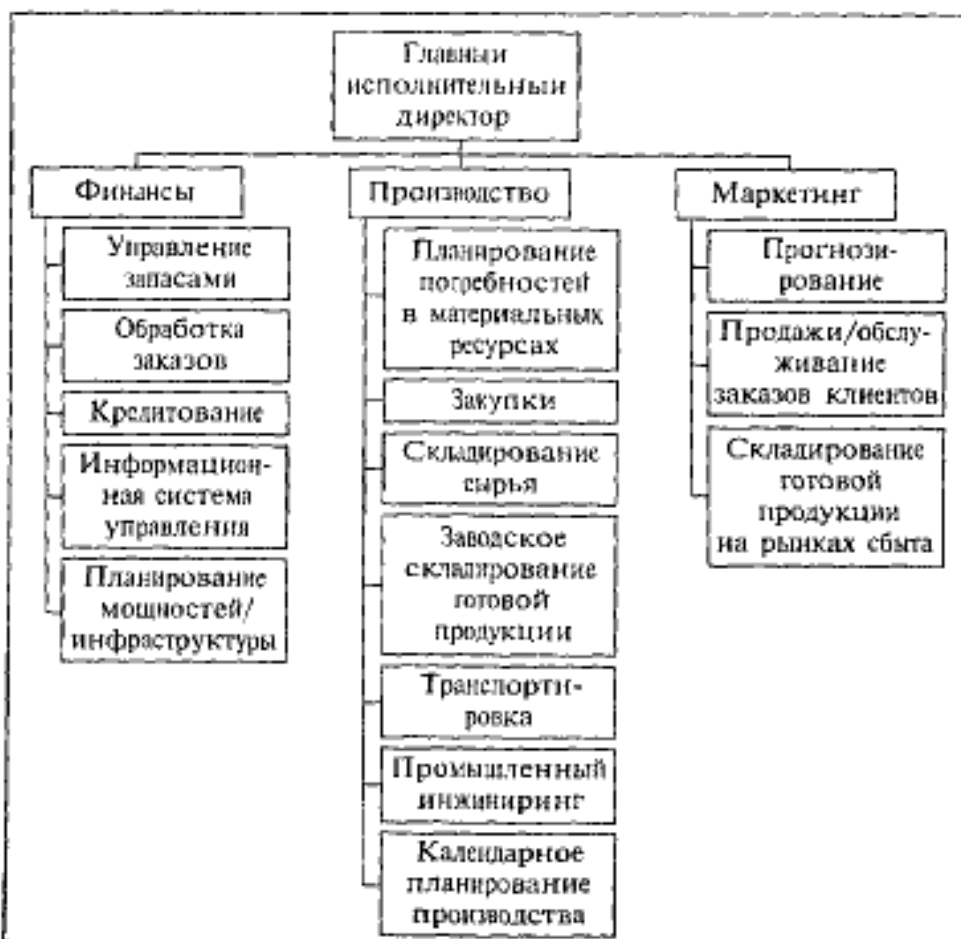 Главный
исполнительный
директор
Финансы
Управление
запасами
Обработка
заказов
Кредитование
Информацион-
ная система
управления
Планирование
мощностей/
инфраструктуры
Производство
Планирование
потребностей
в материальных
ресурсах
Закупки
Складирование
сырья
Заводское
складирование
готовой
продукции
Транспорти-
ровка
Промышленный
инжиниринг
Календарное
планирование
производства
Маркетинг
Прогнози-
рование
Продажи/обслу-
живание
заказов клиентов
Складирование
готовой
продукции
на рынках сбыта